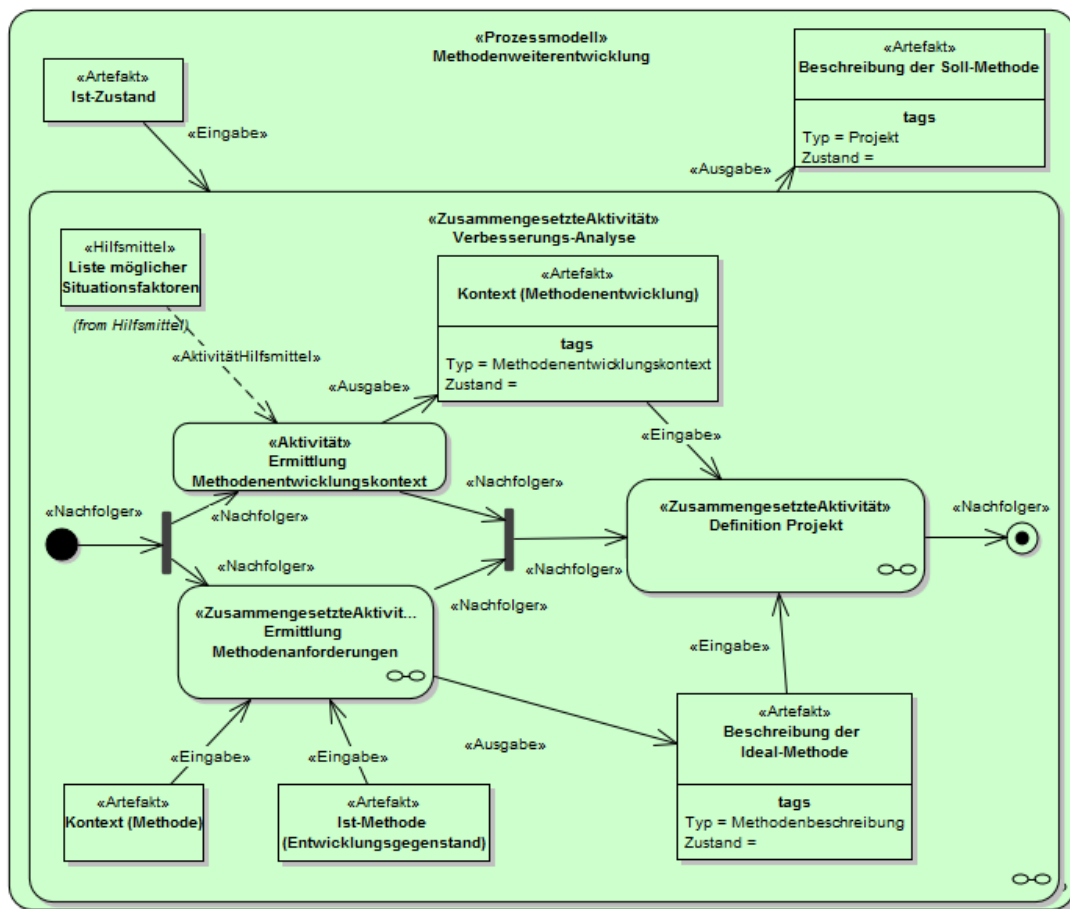 «Prozessmodell»
Methodenweiterentwicklung
«Artefakt»
Ist-Zustand
«Eingabe»
«Artefakt»
Beschreibung der Soll-Methode
tags
Typ = Projekt
Zustand =
«Ausgabe»
«ZusammengesetzteAktivität»
Verbesserungs-Analyse
«Hilfsmittel»
Liste möglicher
Situationsfaktoren
(from Hilfsmittel)
«AktivitätHilfsmittel»
«Artefakt»
Kontext (Methodenentwicklung)
tags
Typ = Methodenentwicklungskontext
Zustand =
«Ausgabe»
«Eingabe»
«Aktivität»
Ermittlung
Methodenentwicklungskontext
«Nachfolger»
«Nachfolger»
«Nachfolger»
«Nachfolger»
«ZusammengesetzteAktivität»
Definition Projekt
«Nachfolger»
«Nachfolger»
«Nachfolger»
«ZusammengesetzteAktivit...
Ermittlung
Methodenanforderungen
«Eingabe»
«Ausgabe»
«Eingabe»
«Eingabe»
«Artefakt»
Kontext (Methode)
«Artefakt»
Ist-Methode
(Entwicklungsgegenstand)
«Artefakt»
Beschreibung der
Ideal-Methode
tags
Typ = Methodenbeschreibung
Zustand =